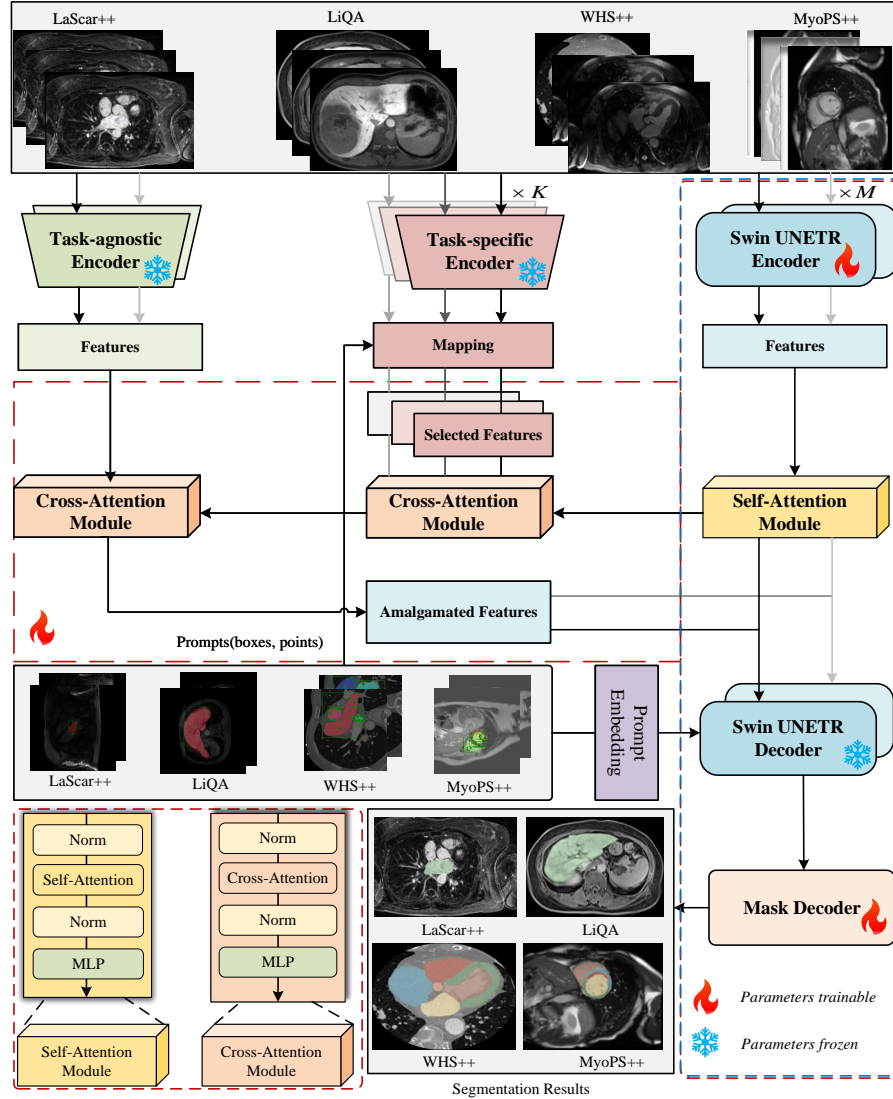 LaScar++
LiQA
WHS++
MyoPS++
× K
× M
Task-agnostic
Encoder
Task-specific
Encoder
Swin UNETR
Encoder
Features
Mapping
Features
Selected Features
Cross-Attention
Module
Cross-Attention
Module
Self-Attention
Module
Amalgamated Features
Prompts(boxes, points)
LaScar++
LiQA
WHS++
MyoPS++
Prompt
Embedding
Swin UNETR
Decoder
Norm
Self-Attention
Norm
MLP
Self-Attention
Module
Norm
Cross-Attention
Norm
MLP
Cross-Attention
Module
LaScar++
LiQA
WHS++
MyoPS++
Segmentation Results
Mask Decoder
Parameters trainable
Parameters frozen